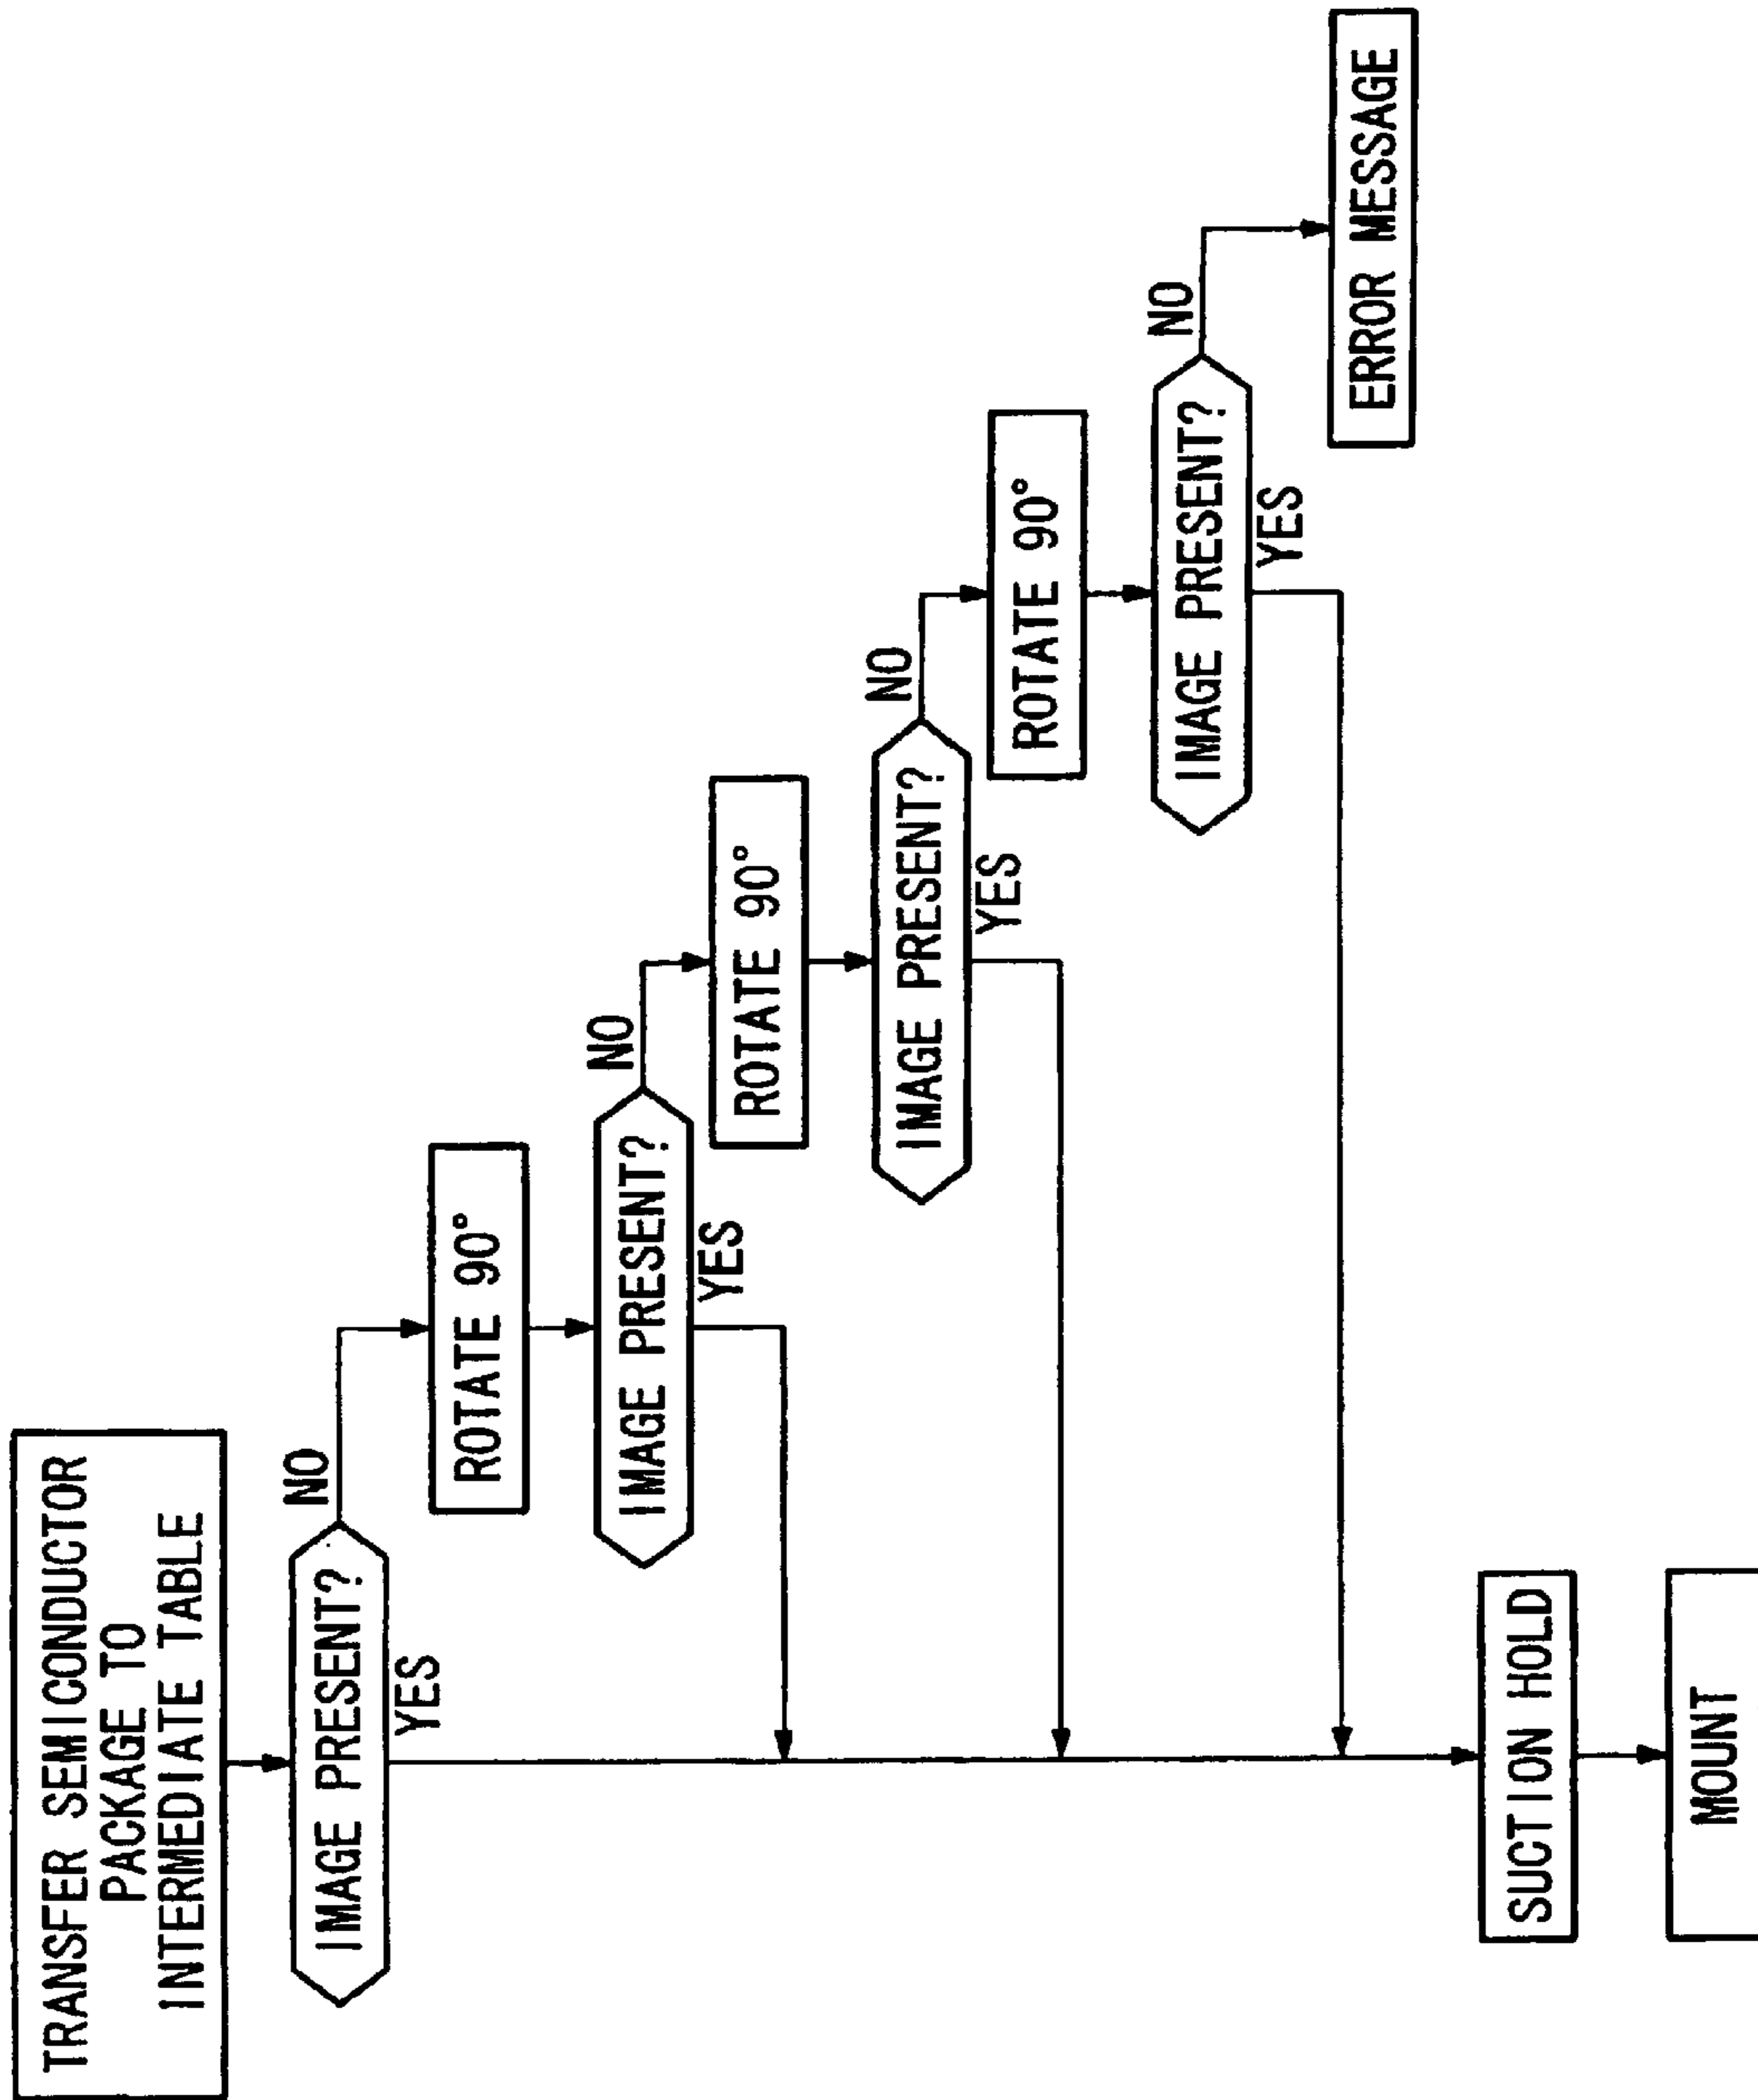 TRANSFER SEMICONDUCTOR
PACKAGE TO
INTERMEDIATE TABLE
IMAGE PRESENT?
NO
YES
ROTATE 90°
IMAGE PRESENT?
NO
YES
ROTATE 90°
IMAGE PRESENT?
NO
YES
ROTATE 90°
IMAGE PRESENT?
NO
YES
ERROR MESSAGE
SUCTION HOLD
MOUNT